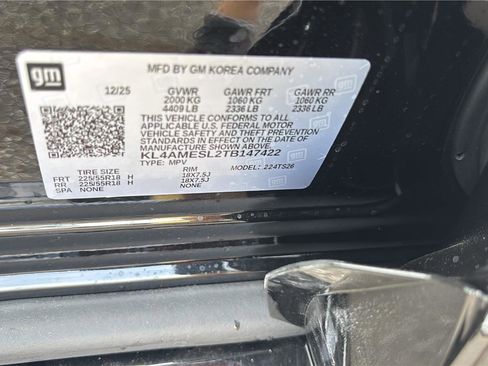 gm MFD BY GM KOREA COMPANY gm
12/25 GVWR GAWR FRT GAWR RR
2000 KG 1060 KG 1060 KG
4409 LB 2336 LB 2336 LB
THIS VEHICLE CONFORMS TO ALL
APPLICABLE U.S. FEDERAL MOTOR
VEHICLE SAFETY AND THEFT PREVENTION
STANDARDS IN EFFECT ON THE DATE OF
MANUFACTURE SHOWN ABOVE.
KL4AMESL2TB147422
TYPE: MPV MODEL: 224TS26
TIRE SIZE RIM
FRT 225/55R18 H 18X7.5J
RR 225/55R18 H 18X7.5J
SPA NONE NONE